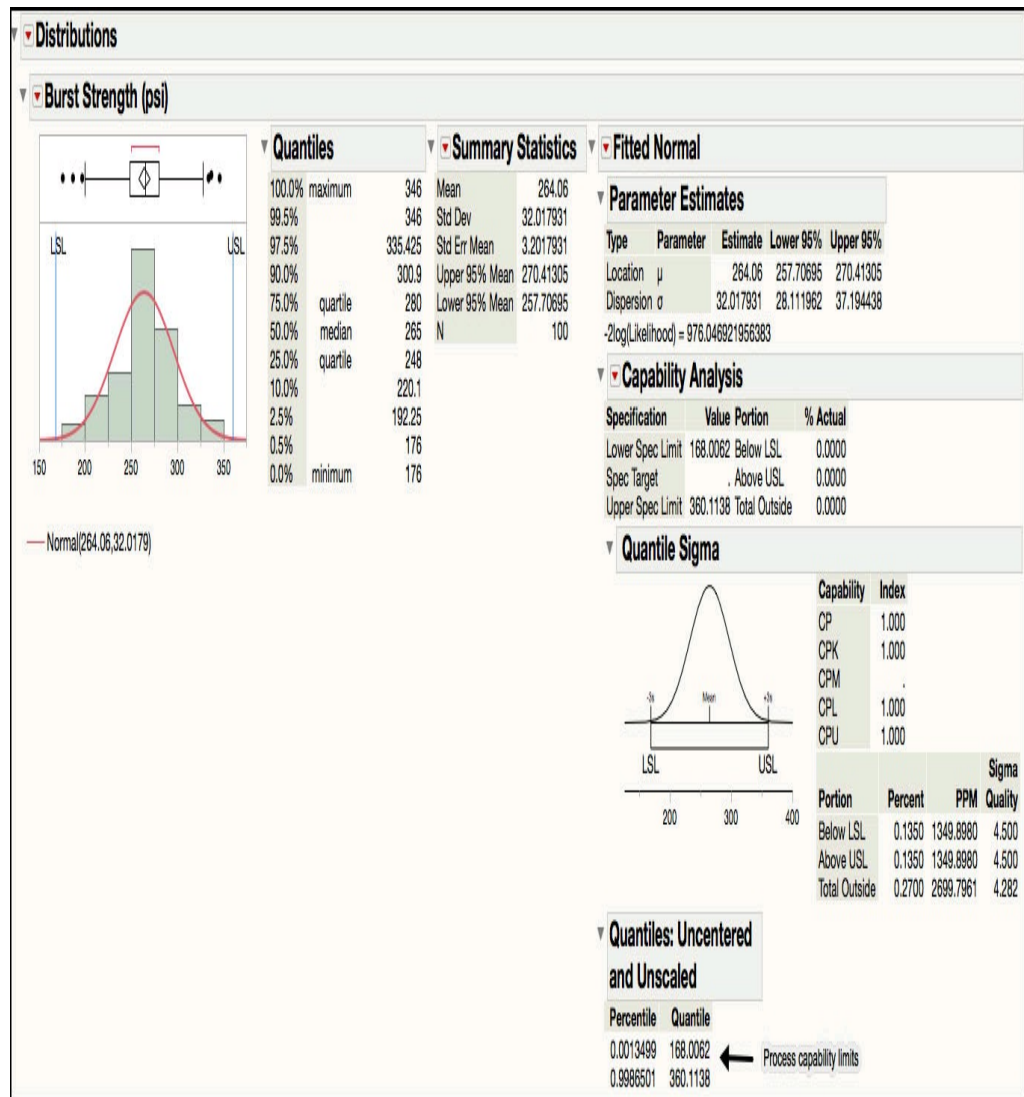 Distributions
Burst Strength (psi)
LSL USL
150 200 250 300 350
Normal(264.06,32.0179)
Quantiles
100.0% maximum 346
99.5% 346
97.5% 335.425
90.0% 300.9
75.0% quartile 280
50.0% median 265
25.0% quartile 248
10.0% 220.1
2.5% 192.25
0.5% 176
0.0% minimum 176
Summary Statistics
Mean 264.06
Std Dev 32.017931
Std Err Mean 3.2017931
Upper 95% Mean 270.41305
Lower 95% Mean 257.70695
N 100
Fitted Normal
Parameter Estimates
Type Parameter Estimate Lower 95% Upper 95%
Location μ 264.06 257.70695 270.41305
Dispersion σ 32.017931 28.111962 37.194438
-2log(Likelihood) = 976.046921956383
Capability Analysis
Specification Value Portion % Actual
Lower Spec Limit 168.0062 Below LSL 0.0000
Spec Target . Above USL 0.0000
Upper Spec Limit 360.1138 Total Outside 0.0000
Quantile Sigma
-3s Mean +3s
LSL USL
200 300 400
Capability Index
CP 1.000
CPK 1.000
CPM .
CPL 1.000
CPU 1.000
Sigma
Portion Percent PPM Quality
Below LSL 0.1350 1349.8980 4.500
Above USL 0.1350 1349.8980 4.500
Total Outside 0.2700 2699.7961 4.282
Quantiles: Uncentered
and Unscaled
Percentile Quantile
0.0013499 168.0062
0.9986501 360.1138
Process capability limits